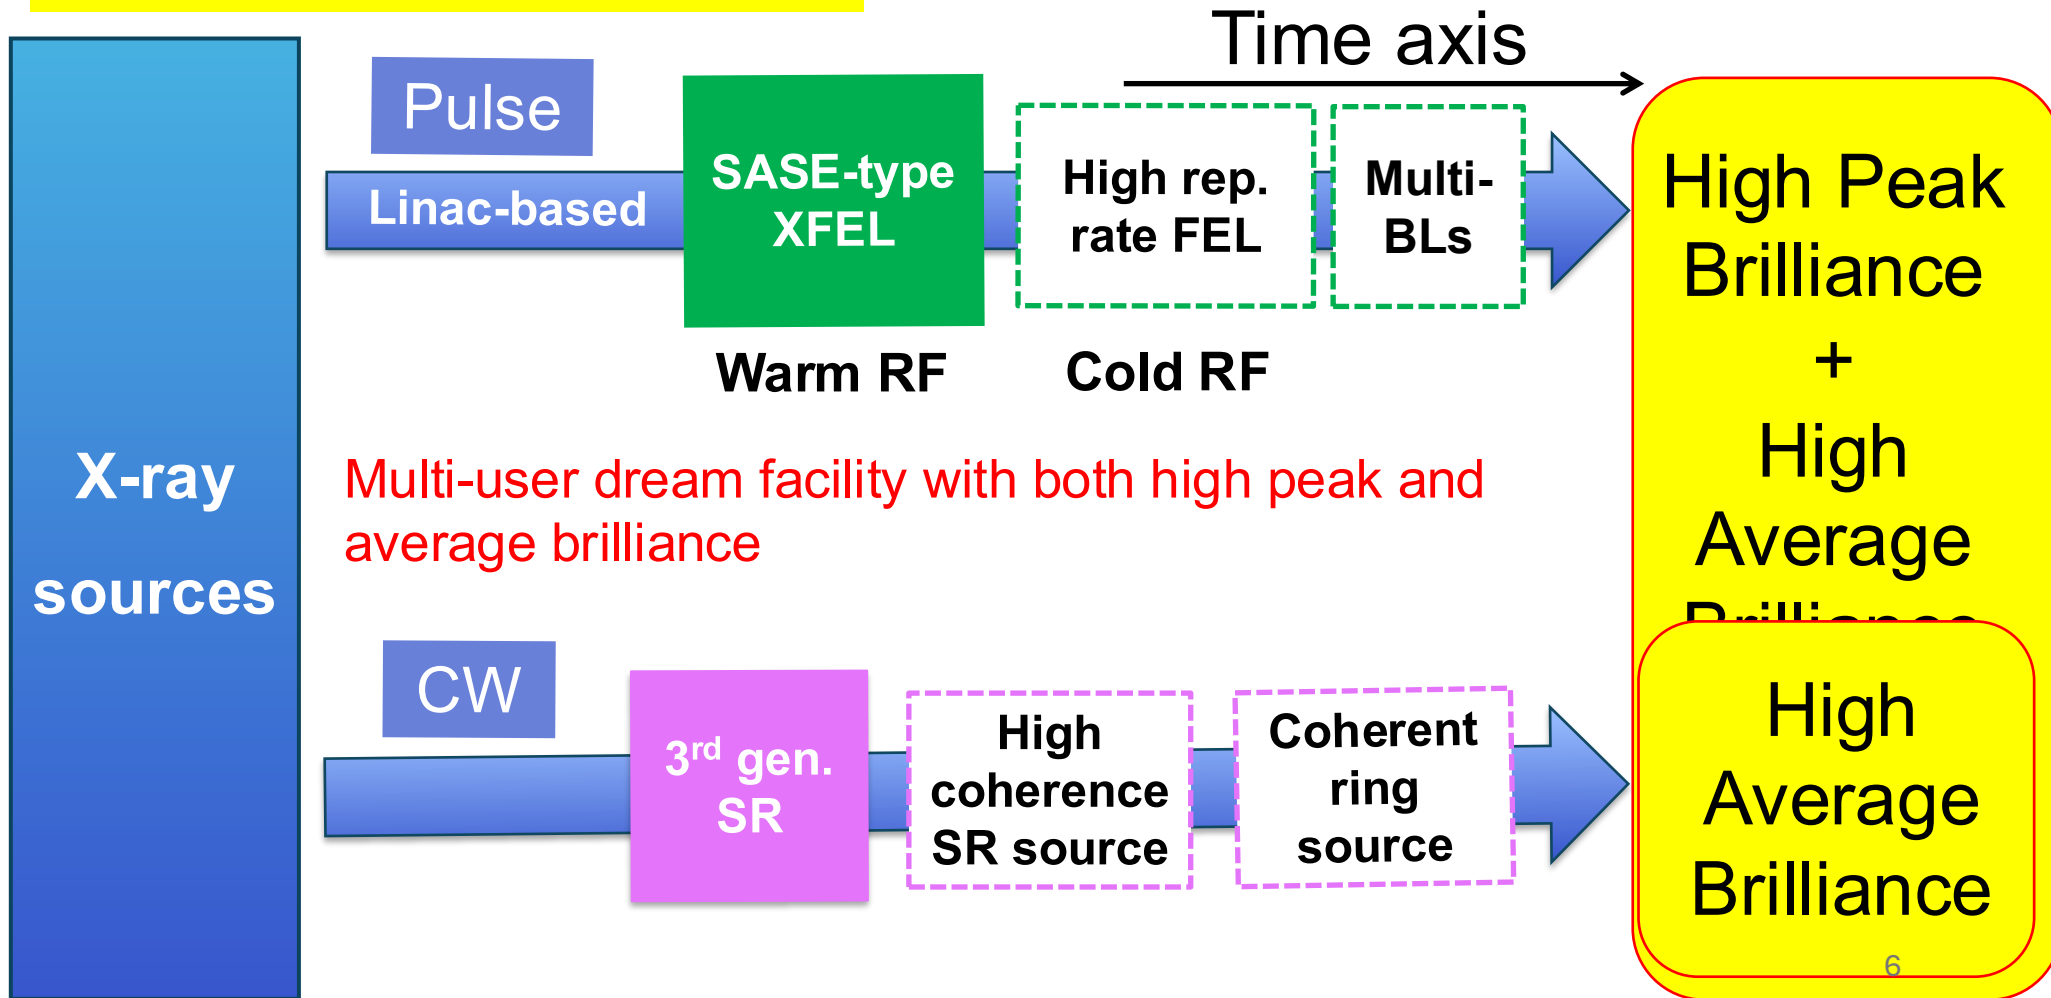 Time axis
Pulse
Linac-based
SASE-type
XFEL
High rep.
rate FEL
Multi-
BLs
Warm RF
Cold RF
High Peak
Brilliance
+
High
Average
Brilliance
X-ray
sources
Multi-user dream facility with both high peak and
average brilliance
CW
3rd gen.
SR
High
coherence
SR source
Coherent
ring
source
High
Average
Brilliance
6